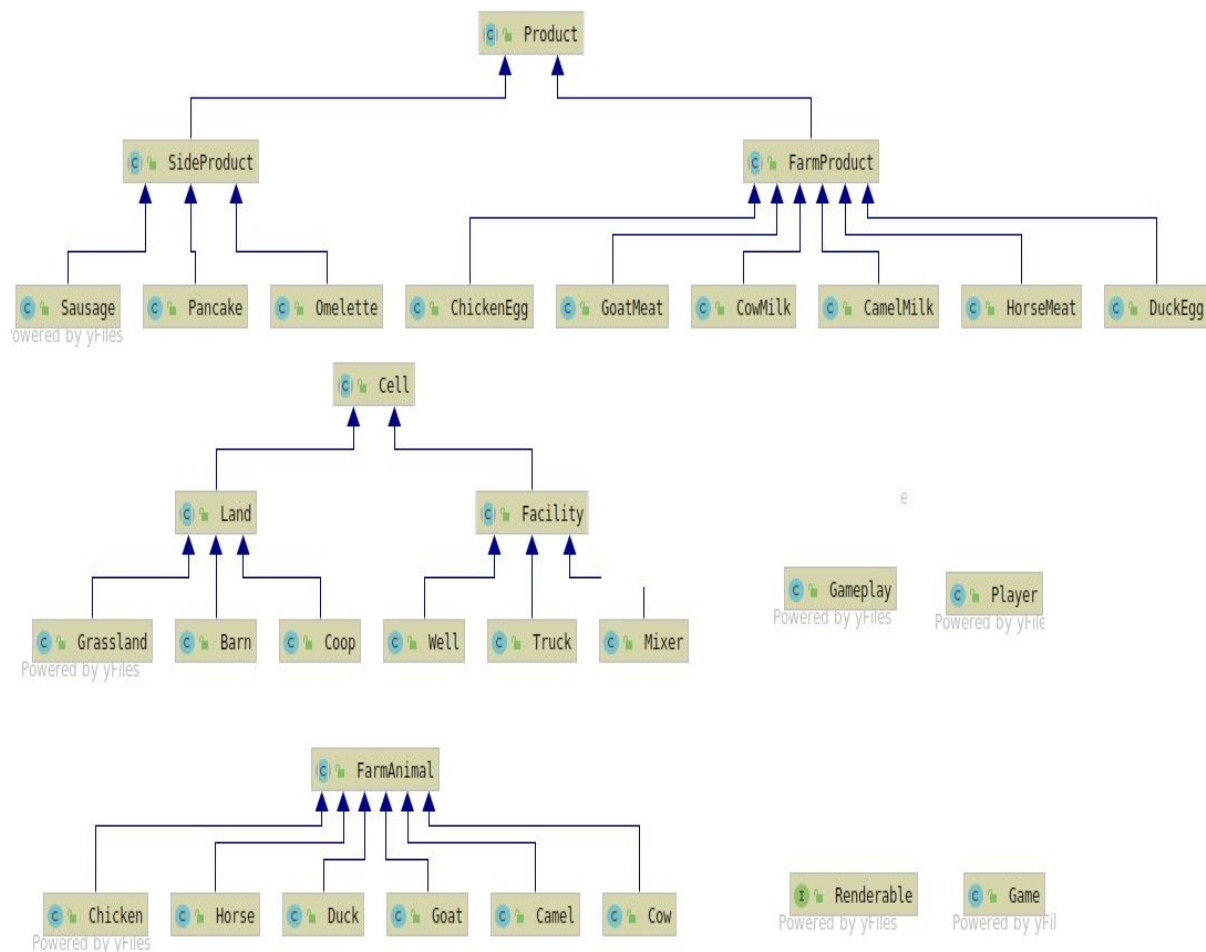 Product
SideProduct
FarmProduct
Sausage
Pancake
Omelette
ChickenEgg
GoatMeat
CowMilk
CamelMilk
HorseMeat
DuckEgg
Powered by yFiles
Cell
Land
Facility
e
Gameplay
Player
Powered by yFiles
Powered by yFile
Grassland
Barn
Coop
Well
Truck
Mixer
Powered by yFiles
FarmAnimal
Chicken
Horse
Duck
Goat
Camel
Cow
Powered by yFiles
Renderable
Game
Powered by yFiles
Powered by yFil